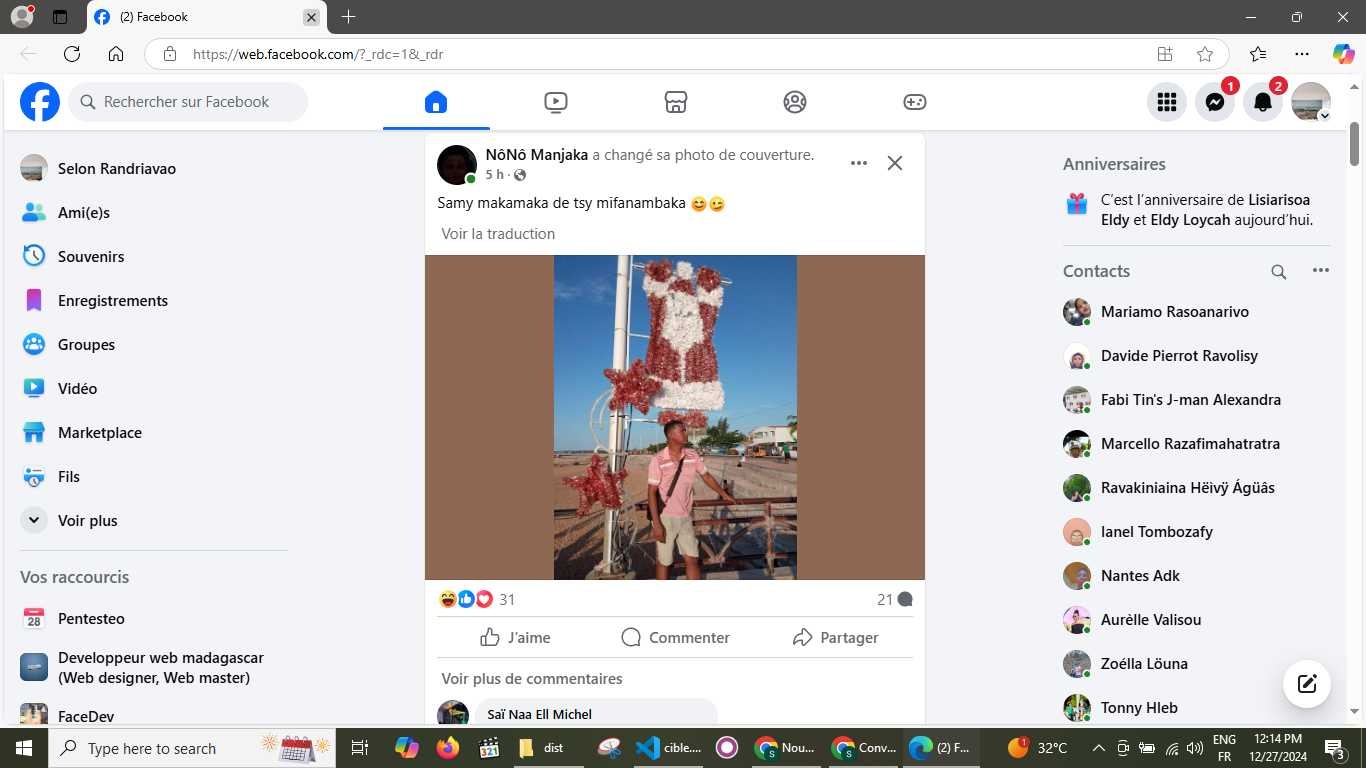 (2) Facebook
https://web.facebook.com/?_rdc=1&_rdr
Rechercher sur Facebook
1
2
Selon Randriavao
Ami(e)s
Souvenirs
Enregistrements
Groupes
Vidéo
Marketplace
Fils
Voir plus
Vos raccourcis
28
Pentesteo
Developpeur web madagascar
(Web designer, Web master)
FaceDev
NôNô Manjaka a changé sa photo de couverture.
5 h ·
Samy makamaka de tsy mifanambaka 😊😉
Voir la traduction
31
21
J'aime
Commenter
Partager
Voir plus de commentaires
Saï Naa Ell Michel
Anniversaires
C'est l'anniversaire de Lisiarisoa
Eldy et Eldy Loycah aujourd'hui.
Contacts
Mariamo Rasoanarivo
Davide Pierrot Ravolisy
Fabi Tin's J-man Alexandra
Marcello Razafimahatratra
Ravakiniaina Hëivÿ Ágüâs
Ianel Tombozafy
Nantes Adk
Aurèlle Valisou
Zoélla Löuna
Tonny Hleb
Type here to search
321
dist
cible....
Nou...
Conv...
(2) F...
1
32°C
ENG
FR
12:14 PM
12/27/2024
3